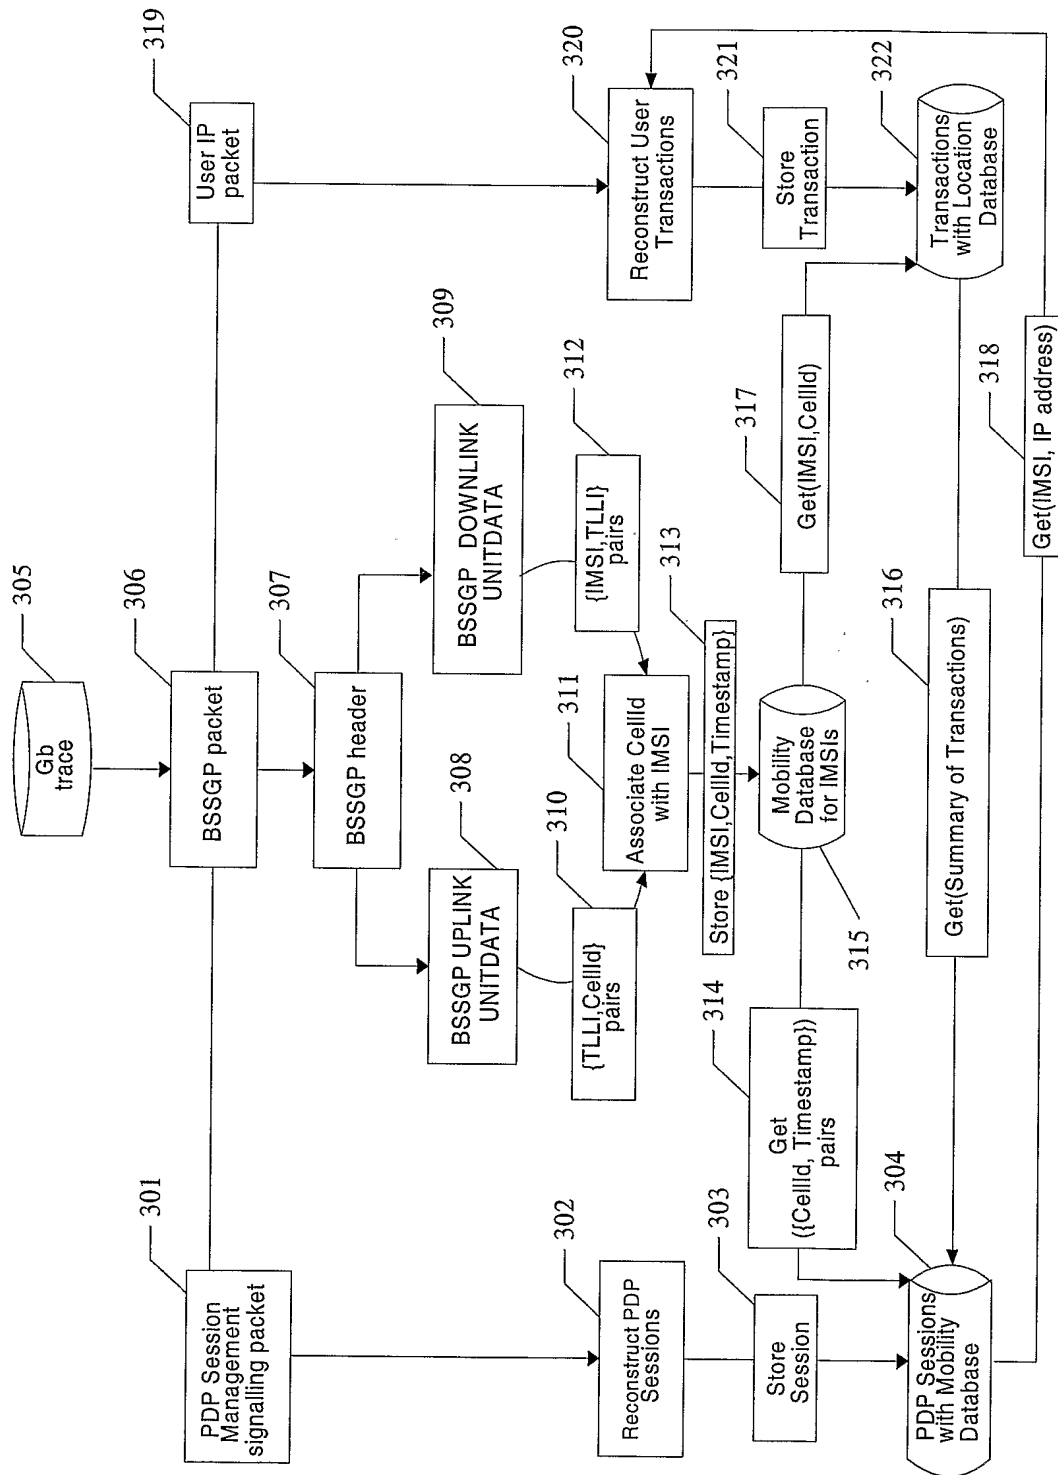 305
Gb
trace
306
BSSGP packet
301
PDP Session
Management
signalling packet
319
User IP
packet
307
BSSGP header
308
BSSGP UPLINK
UNITDATA
309
BSSGP DOWNLINK
UNITDATA
310
{TLLI,CellId}
pairs
312
{IMSI,TLLI}
pairs
311
Associate CellId
with IMSI
302
Reconstruct PDP
Sessions
320
Reconstruct User
Transactions
313
Store {IMSI,CellId,Timestamp}
303
Store
Session
321
Store
Transaction
314
Get
({CellId, Timestamp})
pairs
Mobility
Database
for IMSIs
315
317
Get(IMSI,CellId)
304
PDP Sessions
with Mobility
Database
322
Transactions
with Location
Database
316
Get(Summary of Transactions)
318
Get(IMSI, IP address)